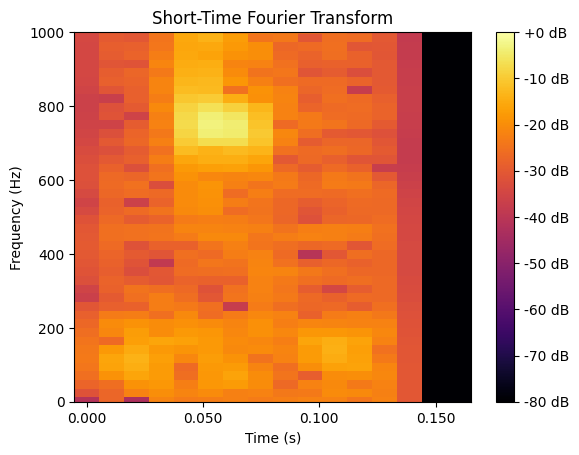 Short-Time Fourier Transform
Frequency (Hz)
1000
800
600
400
200
0
0.000
0.050
0.100
0.150
Time (s)
+0 dB
-10 dB
-20 dB
-30 dB
-40 dB
-50 dB
-60 dB
-70 dB
-80 dB